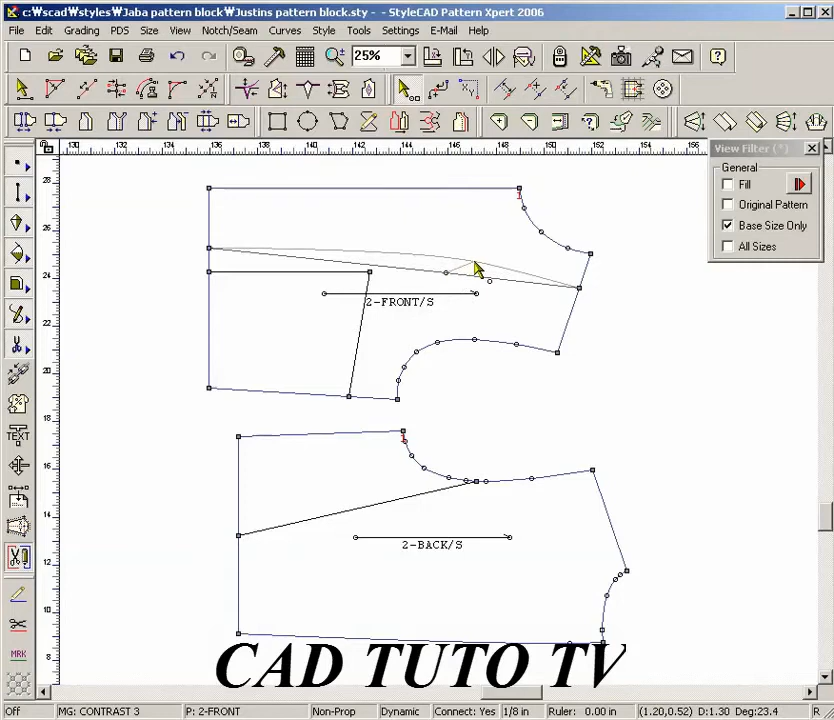 c:₩scad₩styles₩Jaba pattern block₩Justins pattern block.sty - - StyleCAD Pattern Xpert 2006
File Edit Grading PDS Size View Notch/Seam Curves Style Tools Settings E-Mail Help
25%
130 132 134 136 138 140 142 144 146 148 150 152 154 156
View Filter (*)
General
Fill
Original Pattern
Base Size Only
All Sizes
28
26
24
22
20
18
16
14
12
10
8
1
2-FRONT/S
1
2-BACK/S
TEXT
MRK
CAD TUTO TV
Off MG: CONTRAST 3 P: 2-FRONT Non-Prop Dynamic Connect: Yes 1/8 in Ruler: 0.00 in (1.20,0.52) D:1.30 Deg:23.4 R